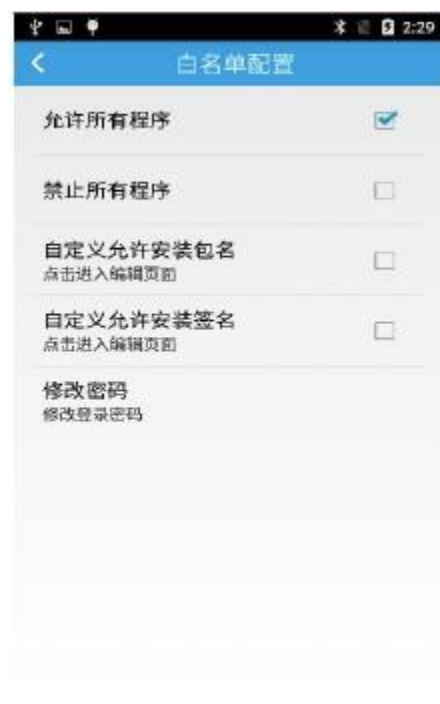 2:29
白名单配置
允许所有程序
禁止所有程序
自定义允许安装包名
点击进入编辑页面
自定义允许安装签名
点击进入编辑页面
修改密码
修改登录密码